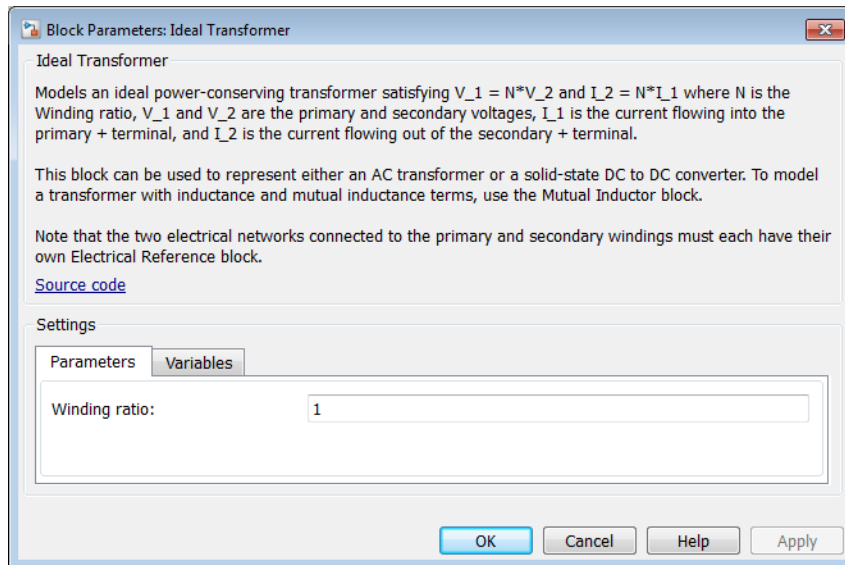 Block Parameters: Ideal Transformer
Ideal Transformer
Models an ideal power-conserving transformer satisfying V_1 = N*V_2 and I_2 = N*I_1 where N is the
Winding ratio, V_1 and V_2 are the primary and secondary voltages, I_1 is the current flowing into the
primary + terminal, and I_2 is the current flowing out of the secondary + terminal.
This block can be used to represent either an AC transformer or a solid-state DC to DC converter. To model
a transformer with inductance and mutual inductance terms, use the Mutual Inductor block.
Note that the two electrical networks connected to the primary and secondary windings must each have their
own Electrical Reference block.
Source code
Settings
Parameters Variables
Winding ratio: 1
OK Cancel Help Apply